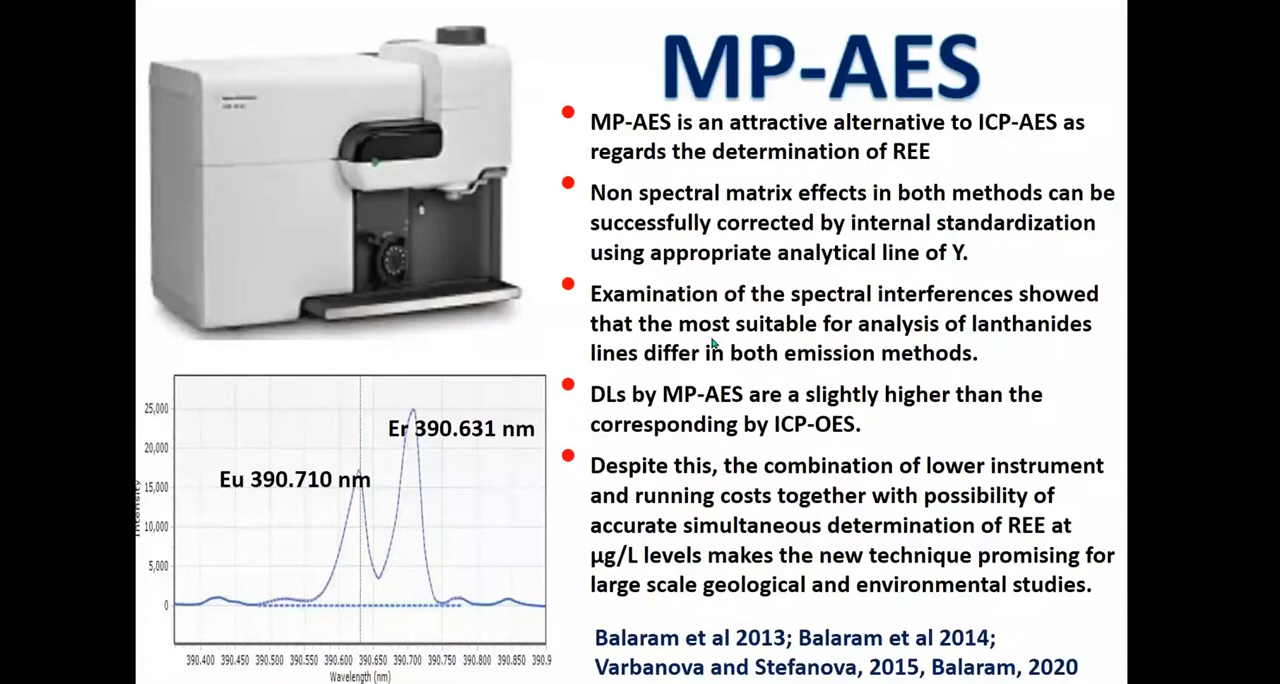 MP-AES
MP-AES is an attractive alternative to ICP-AES as
regards the determination of REE
Non spectral matrix effects in both methods can be
successfully corrected by internal standardization
using appropriate analytical line of Y.
Examination of the spectral interferences showed
that the most suitable for analysis of lanthanides
lines differ in both emission methods.
DLs by MP-AES are a slightly higher than the
corresponding by ICP-OES.
Despite this, the combination of lower instrument
and running costs together with possibility of
accurate simultaneous determination of REE at
µg/L levels makes the new technique promising for
large scale geological and environmental studies.
Balaram et al 2013; Balaram et al 2014;
Varbanova and Stefanova, 2015, Balaram, 2020
Er 390.631 nm
Eu 390.710 nm
Intensity
25,000
20,000
15,000
10,000
5,000
0
390.400 390.450 390.500 390.550 390.600 390.650 390.700 390.750 390.800 390.850 390.9
Wavelength (nm)